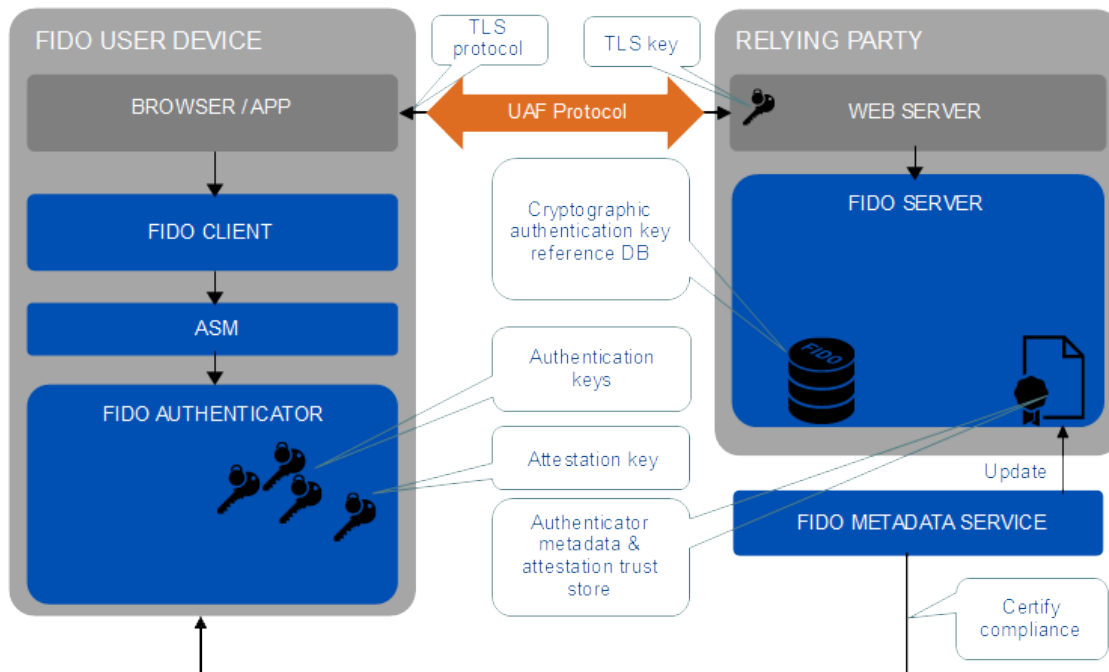 FIDO USER DEVICE
TLS
protocol
TLS key
RELYING PARTY
BROWSER / APP
UAF Protocol
WEB SERVER
FIDO CLIENT
Cryptographic
authentication key
reference DB
FIDO SERVER
ASM
FIDO
Authentication
keys
FIDO AUTHENTICATOR
Attestation key
Update
Authenticator
metadata &
attestation trust
store
FIDO METADATA SERVICE
Certify
compliance